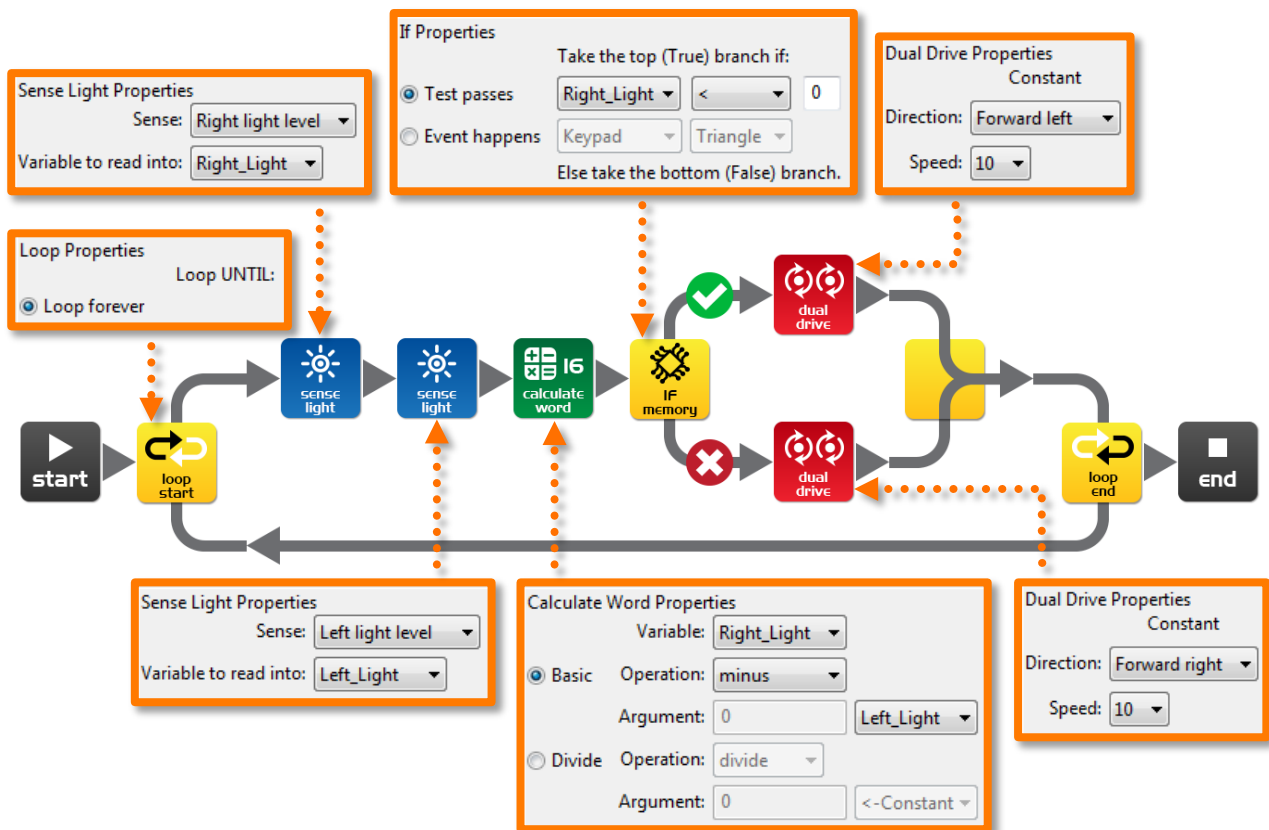 If Properties
Take the top (True) branch if:
Test passes Right_Light < 0
Event happens Keypad Triangle
Else take the bottom (False) branch.
Dual Drive Properties
Constant
Direction: Forward left
Speed: 10
Sense Light Properties
Sense: Right light level
Variable to read into: Right_Light
Loop Properties
Loop UNTIL:
Loop forever
start
loop
start
sense
light
sense
light
16
calculate
word
IF
memory
dual
drive
dual
drive
loop
end
end
Sense Light Properties
Sense: Left light level
Variable to read into: Left_Light
Calculate Word Properties
Variable: Right_Light
Basic Operation: minus
Argument: 0 Left_Light
Divide Operation: divide
Argument: 0 <-Constant
Dual Drive Properties
Constant
Direction: Forward right
Speed: 10